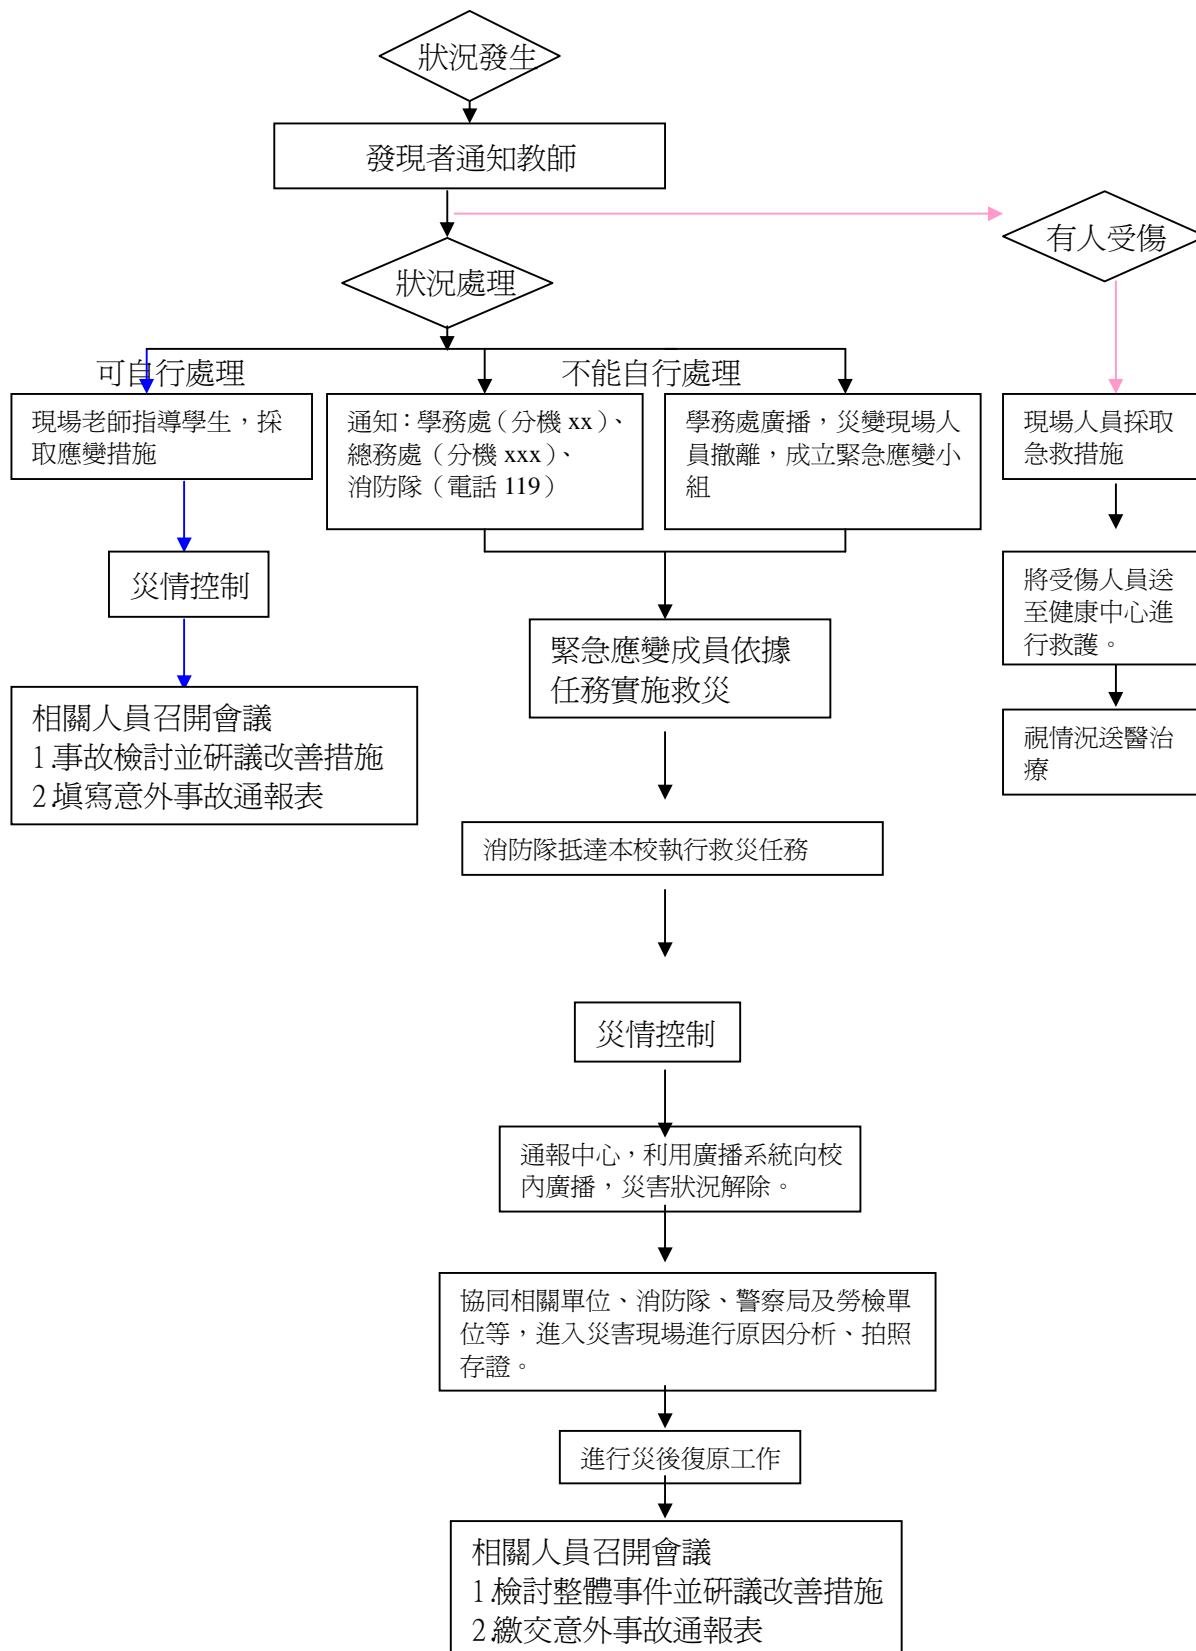 狀況發生
發現者通知教師
有人受傷
狀況處理
可自行處理
不能自行處理
現場老師指導學生，採
取應變措施
通知：學務處（分機 xx）、
總務處（分機 xxx）、
消防隊（電話 119）
學務處廣播，災變現場人
員撤離，成立緊急應變小
組
現場人員採取
急救措施
災情控制
將受傷人員送
至健康中心進
行救護。
緊急應變成員依據
任務實施救災
相關人員召開會議
1.事故檢討並研議改善措施
2.填寫意外事故通報表
視情況送醫治
療
消防隊抵達本校執行救災任務
災情控制
通報中心，利用廣播系統向校
內廣播，災害狀況解除。
協同相關單位、消防隊、警察局及勞檢單
位等，進入災害現場進行原因分析、拍照
存證。
進行災後復原工作
相關人員召開會議
1.檢討整體事件並研議改善措施
2.繳交意外事故通報表